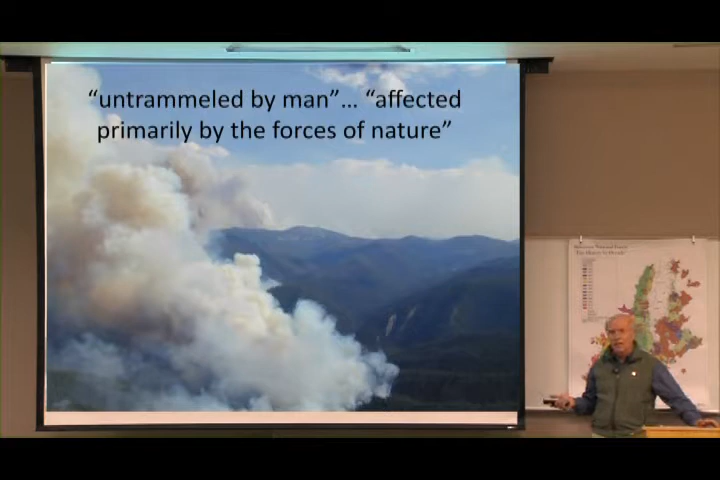 “untrammeled by man”… “affected
primarily by the forces of nature”